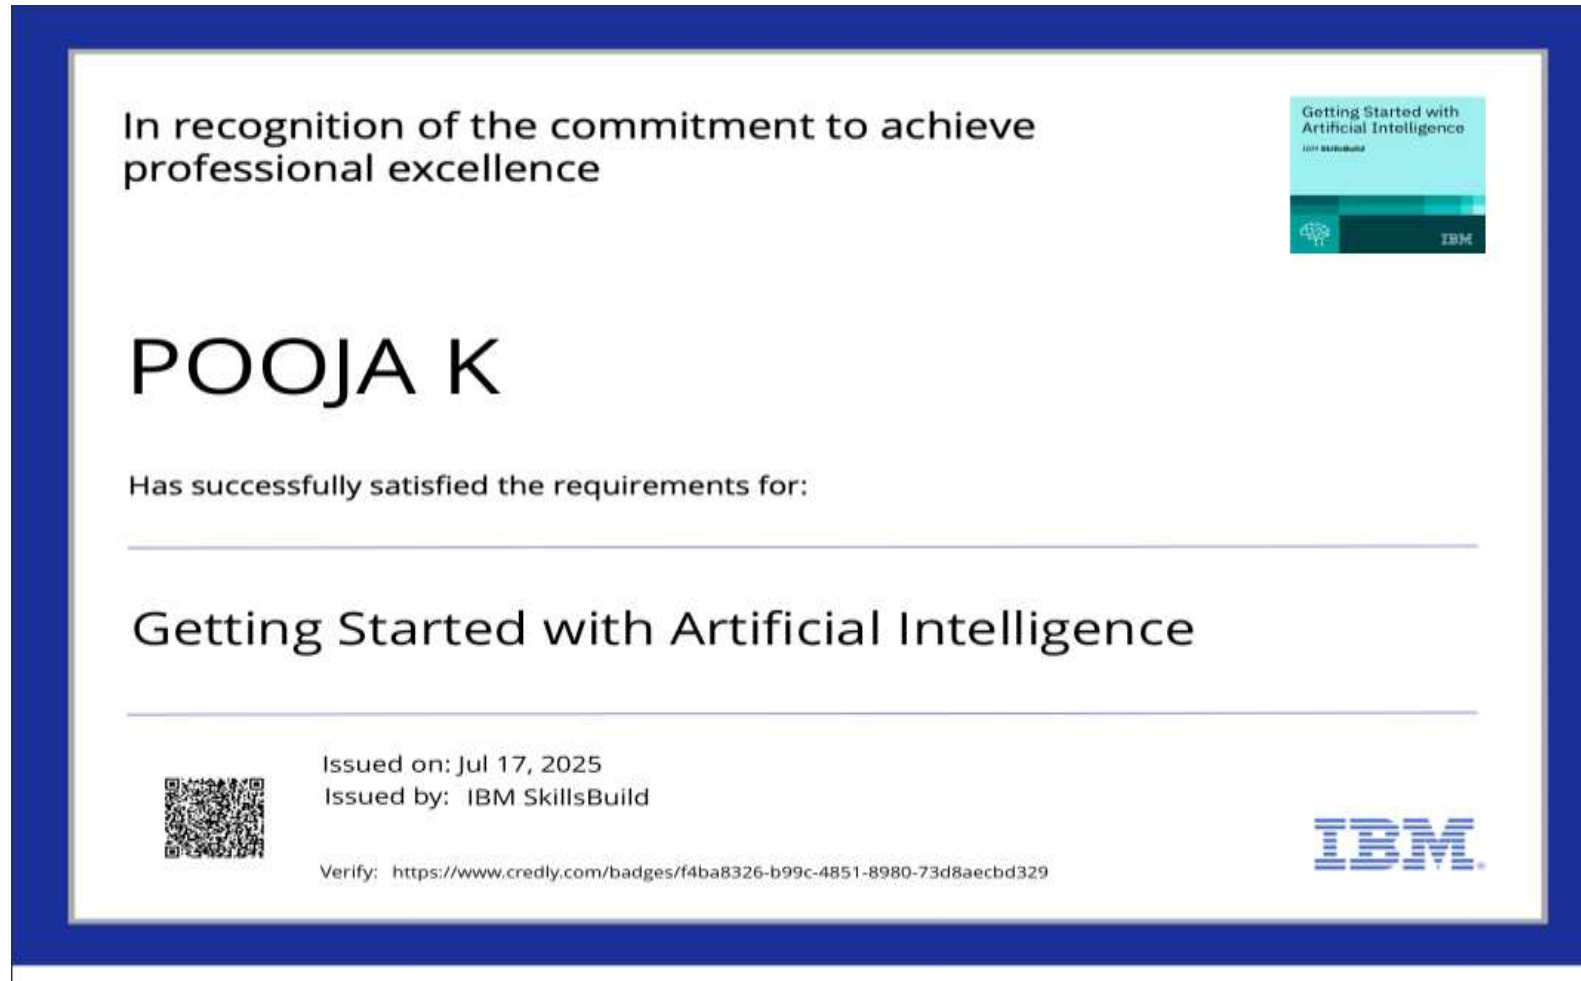 In recognition of the commitment to achieve
professional excellence
Getting Started with
Artificial Intelligence
IBM SkillsBuild
IBM
POOJA K
Has successfully satisfied the requirements for:
Getting Started with Artificial Intelligence
Issued on: Jul 17, 2025
Issued by: IBM SkillsBuild
Verify: https://www.credly.com/badges/f4ba8326-b99c-4851-8980-73d8aecbd329
IBM